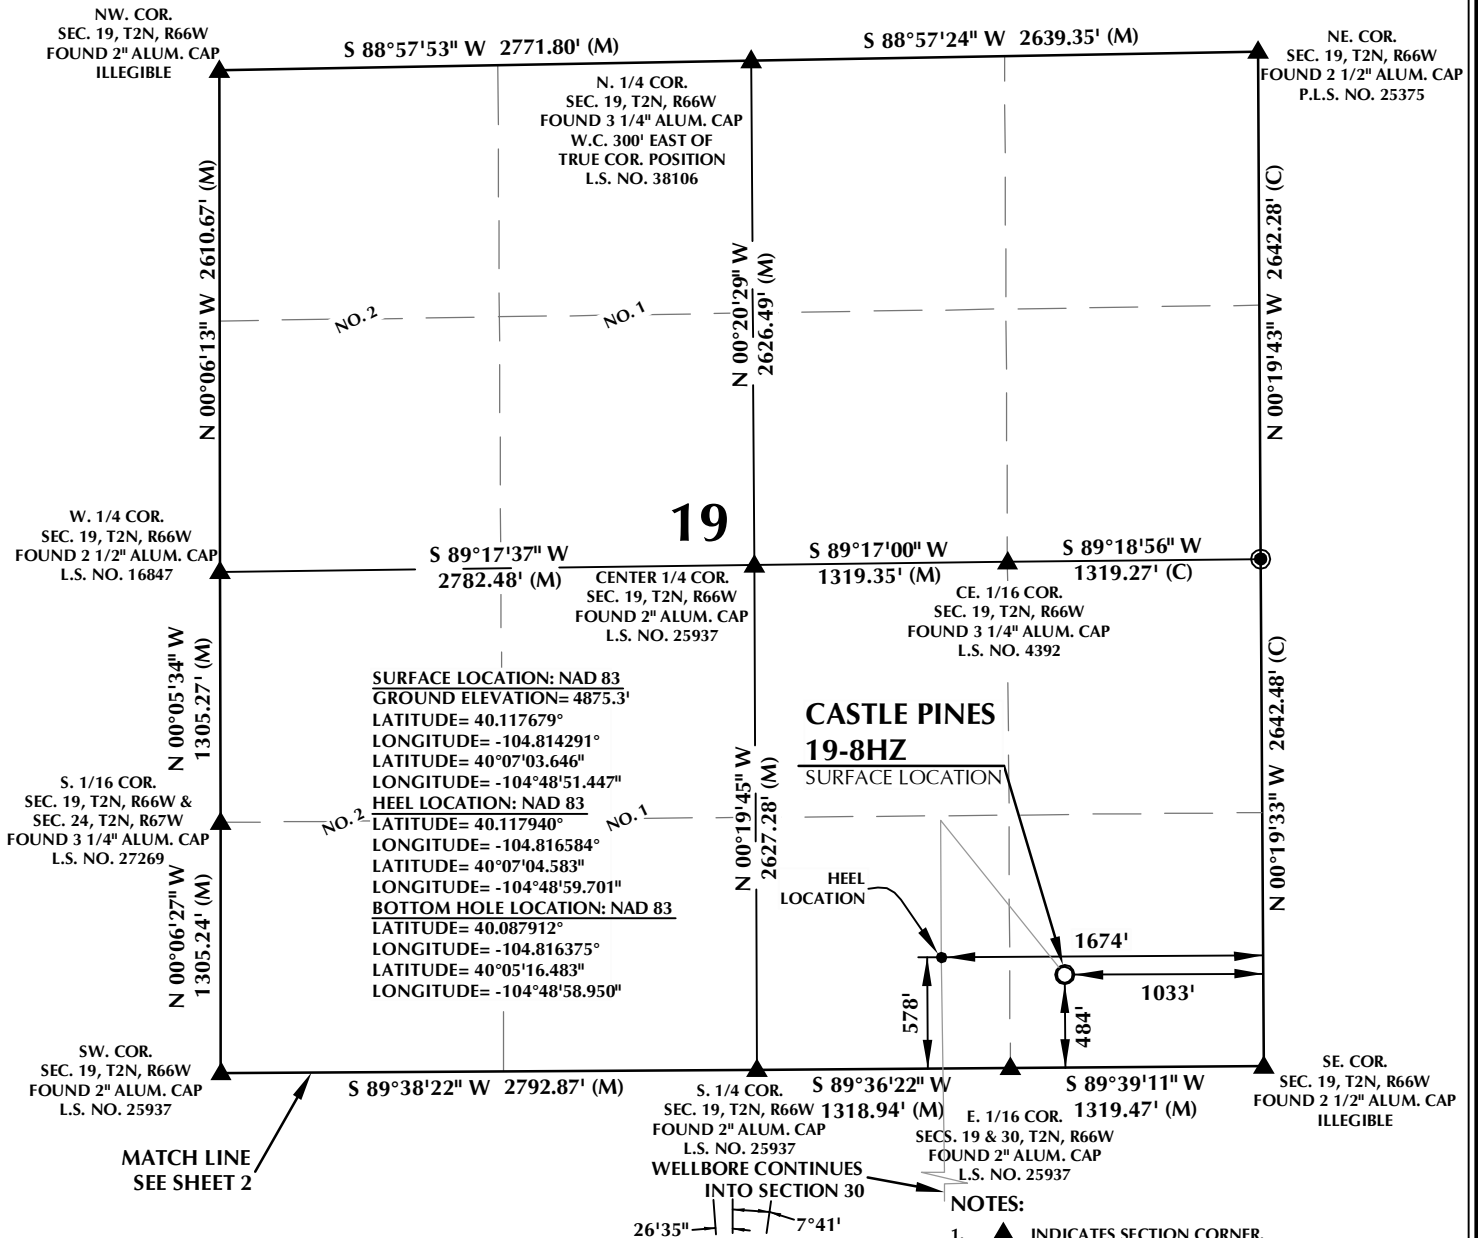 NW. COR.
SEC. 19, T2N, R66W
FOUND 2" ALUM. CAP
ILLEGIBLE
S 88°57'53" W 2771.80' (M)
S 88°57'24" W 2639.35' (M)
NE. COR.
SEC. 19, T2N, R66W
FOUND 2 1/2" ALUM. CAP
P.L.S. NO. 25375
N. 1/4 COR.
SEC. 19, T2N, R66W
FOUND 3 1/4" ALUM. CAP
W.C. 300' EAST OF
TRUE COR. POSITION
L.S. NO. 38106
N 00°06'13" W 2610.67' (M)
N 00°20'29" W
2626.49' (M)
N 00°19'43" W 2642.28' (C)
NO. 2
NO. 1
19
W. 1/4 COR.
SEC. 19, T2N, R66W
FOUND 2 1/2" ALUM. CAP
L.S. NO. 16847
S 89°17'37" W
2782.48' (M)
CENTER 1/4 COR.
SEC. 19, T2N, R66W
FOUND 2" ALUM. CAP
L.S. NO. 25937
S 89°17'00" W
1319.35' (M)
S 89°18'56" W
1319.27' (C)
CE. 1/16 COR.
SEC. 19, T2N, R66W
FOUND 3 1/4" ALUM. CAP
L.S. NO. 4392
N 00°05'34" W
1305.27' (M)
SURFACE LOCATION: NAD 83
GROUND ELEVATION= 4875.3'
LATITUDE= 40.117679°
LONGITUDE= -104.814291°
LATITUDE= 40°07'03.646"
LONGITUDE= -104°48'51.447"
HEEL LOCATION: NAD 83
LATITUDE= 40.117940°
LONGITUDE= -104.816584°
LATITUDE= 40°07'04.583"
LONGITUDE= -104°48'59.701"
BOTTOM HOLE LOCATION: NAD 83
LATITUDE= 40.087912°
LONGITUDE= -104.816375°
LATITUDE= 40°05'16.483"
LONGITUDE= -104°48'58.950"
CASTLE PINES
19-8HZ
SURFACE LOCATION
N 00°19'45" W
2627.28' (M)
N 00°19'33" W 2642.48' (C)
S. 1/16 COR.
SEC. 19, T2N, R66W &
SEC. 24, T2N, R67W
FOUND 3 1/4" ALUM. CAP
L.S. NO. 27269
NO. 2
NO. 1
N 00°06'27" W
1305.24' (M)
HEEL
LOCATION
1674'
1033'
578'
484'
SW. COR.
SEC. 19, T2N, R66W
FOUND 2" ALUM. CAP
L.S. NO. 25937
S 89°38'22" W 2792.87' (M)
S. 1/4 COR.
SEC. 19, T2N, R66W
FOUND 2" ALUM. CAP
L.S. NO. 25937
S 89°36'22" W
1318.94' (M)
S 89°39'11" W
1319.47' (M)
E. 1/16 COR.
SECS. 19 & 30, T2N, R66W
FOUND 2" ALUM. CAP
L.S. NO. 25937
SE. COR.
SEC. 19, T2N, R66W
FOUND 2 1/2" ALUM. CAP
ILLEGIBLE
MATCH LINE
SEE SHEET 2
WELLBORE CONTINUES
INTO SECTION 30
26'35"
7°41'
NOTES:
1. INDICATES SECTION CORNER.